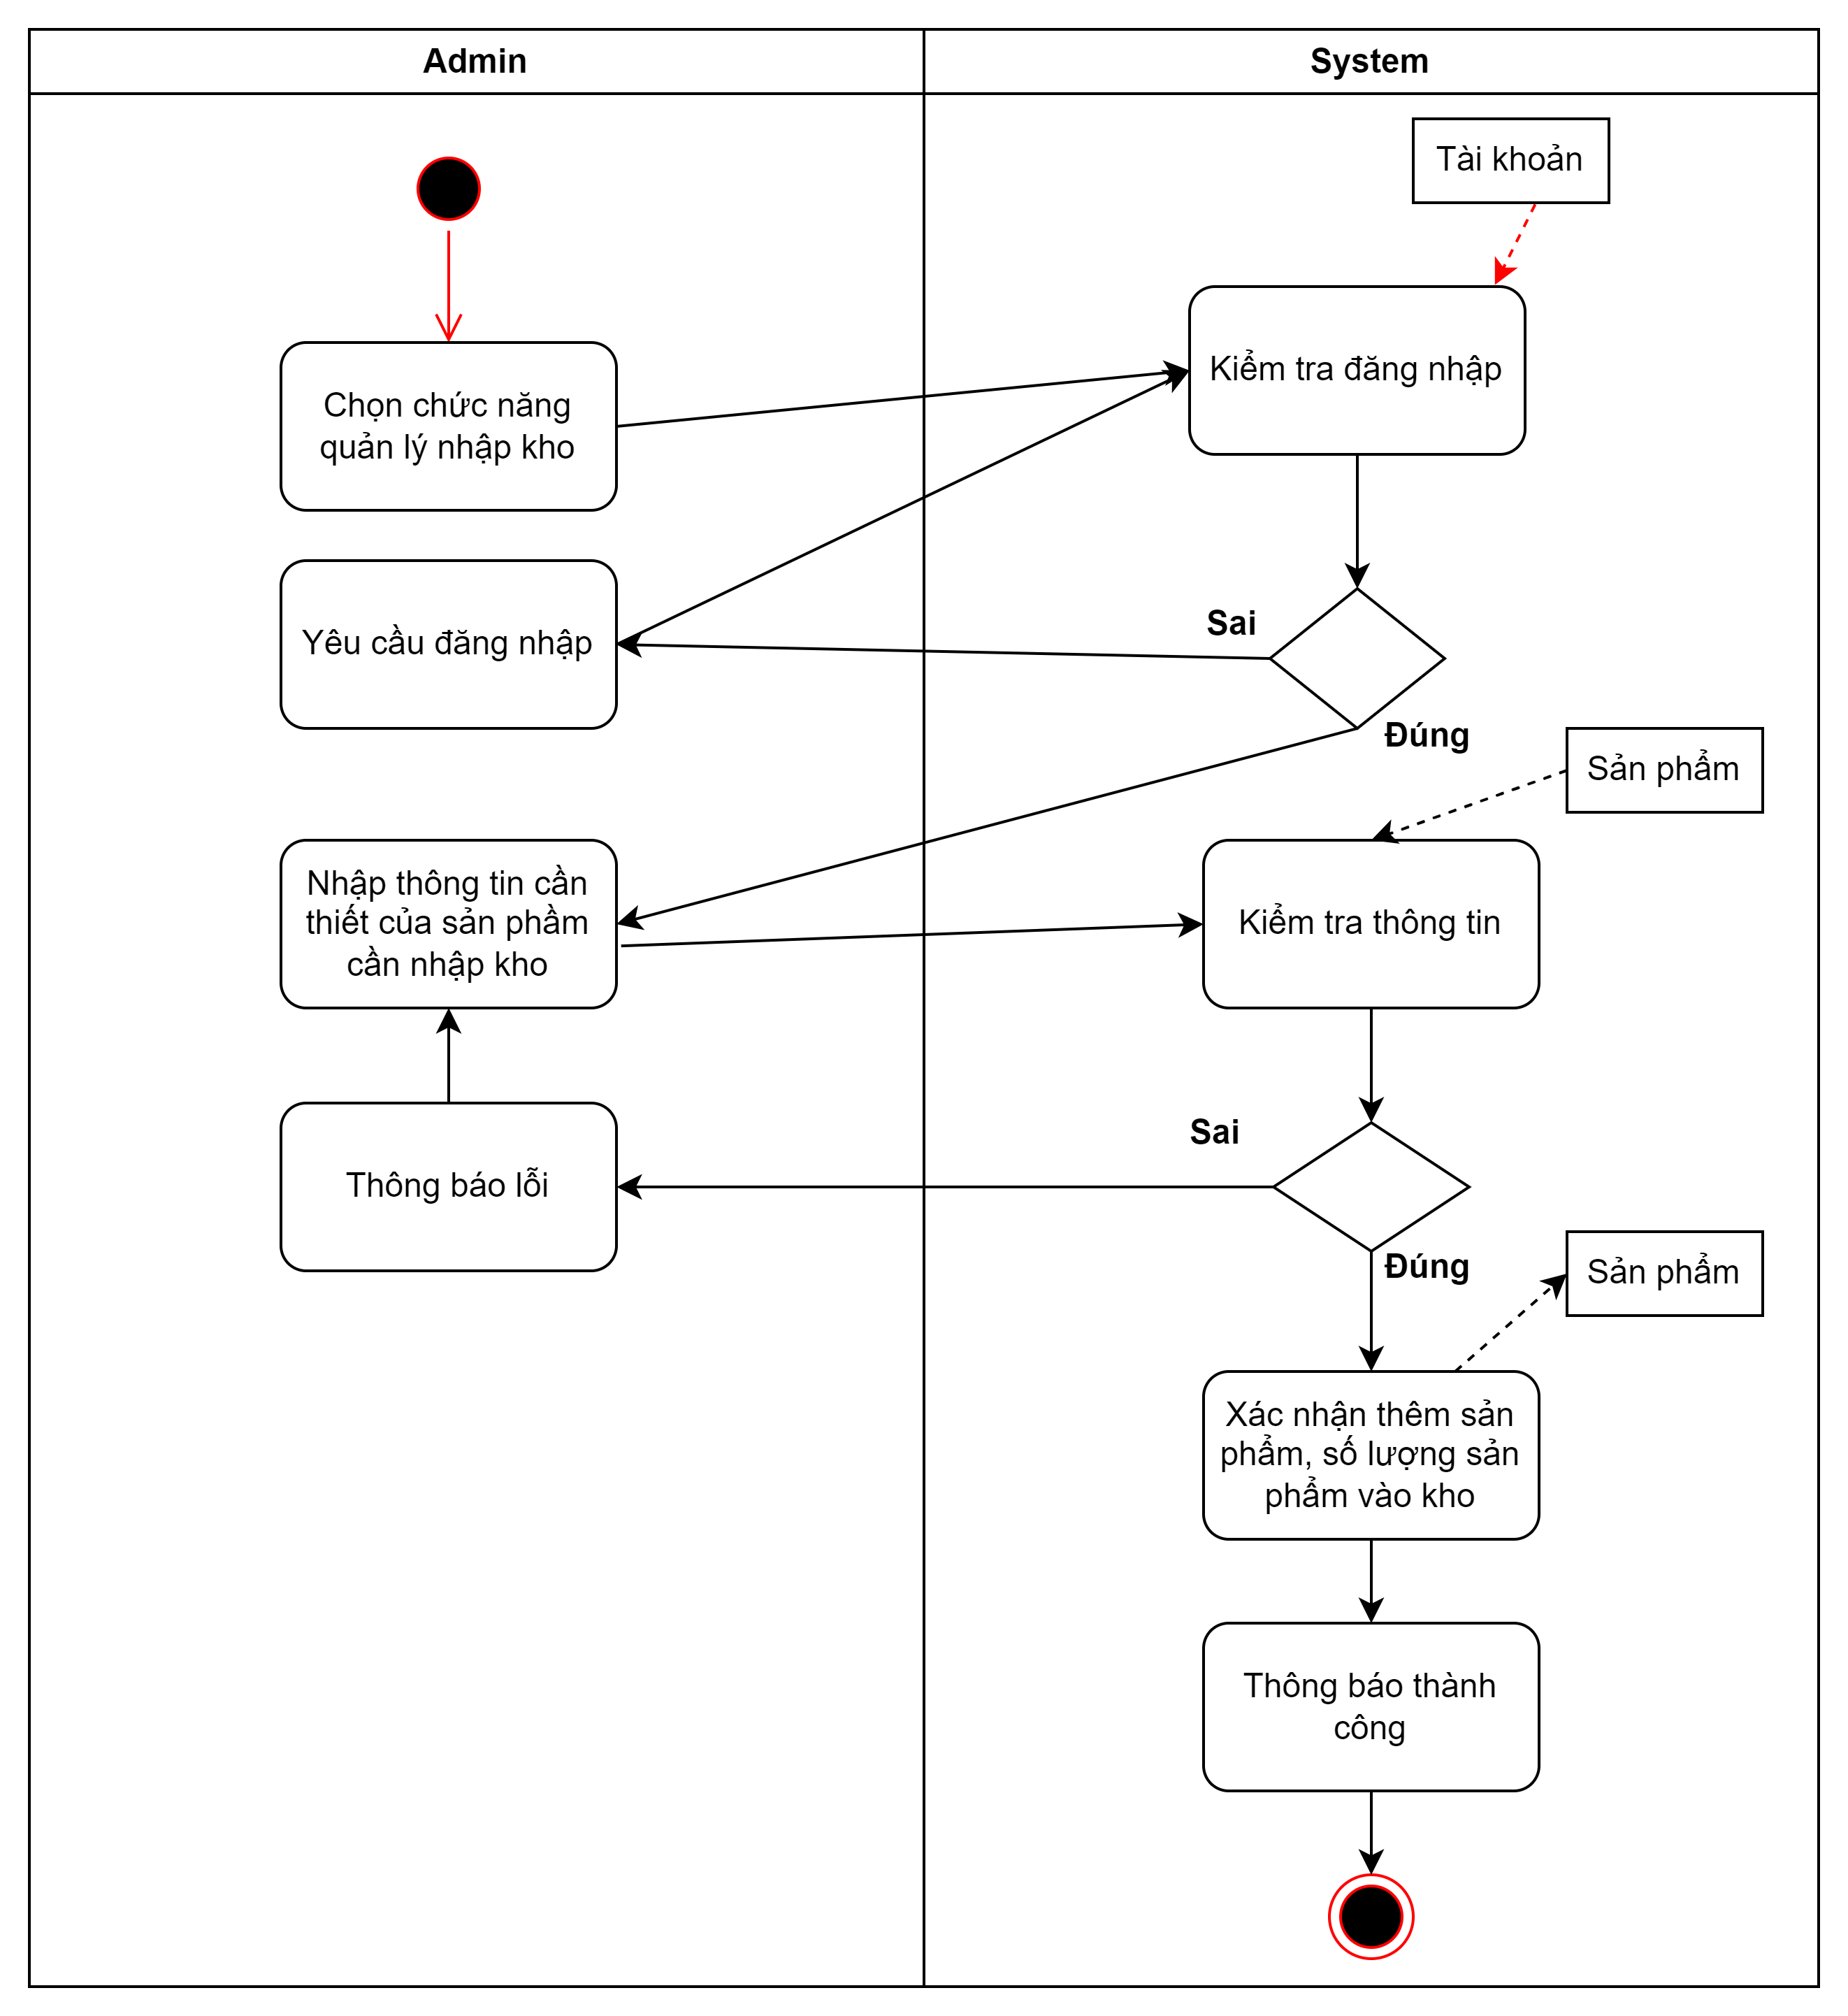 Admin
System
Tài khoản
Kiểm tra đăng nhập
Chọn chức năng
quản lý nhập kho
Sai
Yêu cầu đăng nhập
Đúng
Sản phẩm
Nhập thông tin cần
thiết của sản phầm
cần nhập kho
Kiểm tra thông tin
Sai
Thông báo lỗi
Đúng
Sản phẩm
Xác nhận thêm sản
phẩm, số lượng sản
phẩm vào kho
Thông báo thành
công